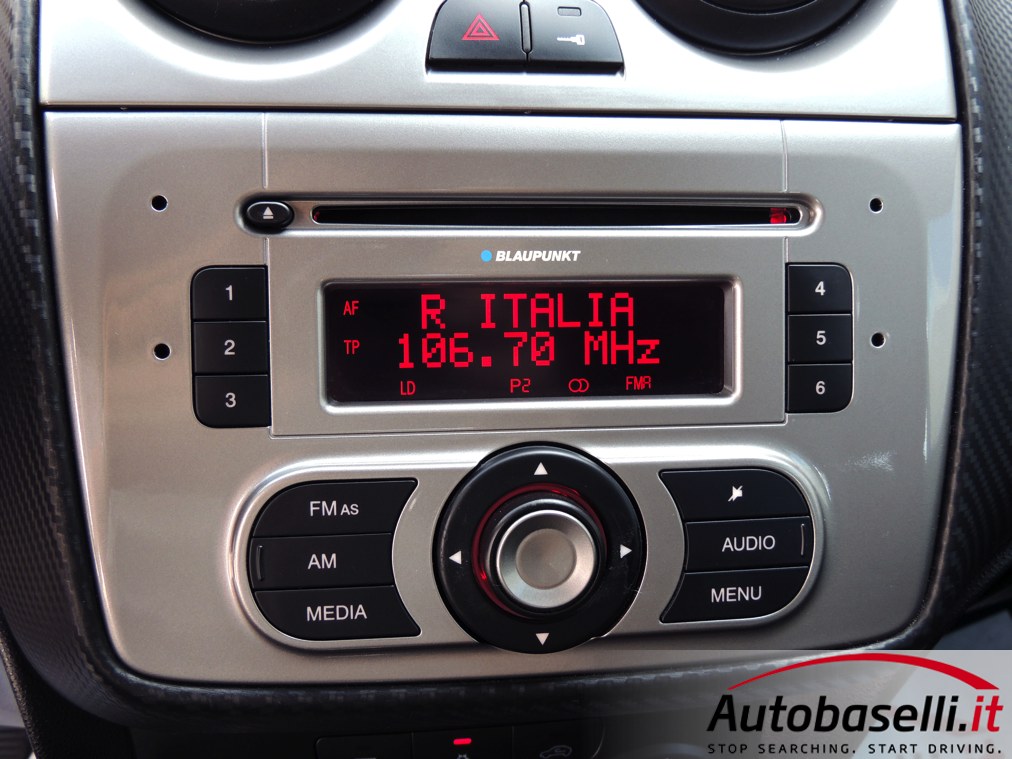 BLAUPUNKT
1
2
3
4
5
6
AF
R ITALIA
TP
106.70 MHz
LD P2 FMA
FM AS
AM
MEDIA
AUDIO
MENU
Autobaselli.it
STOP SEARCHING. START DRIVING.